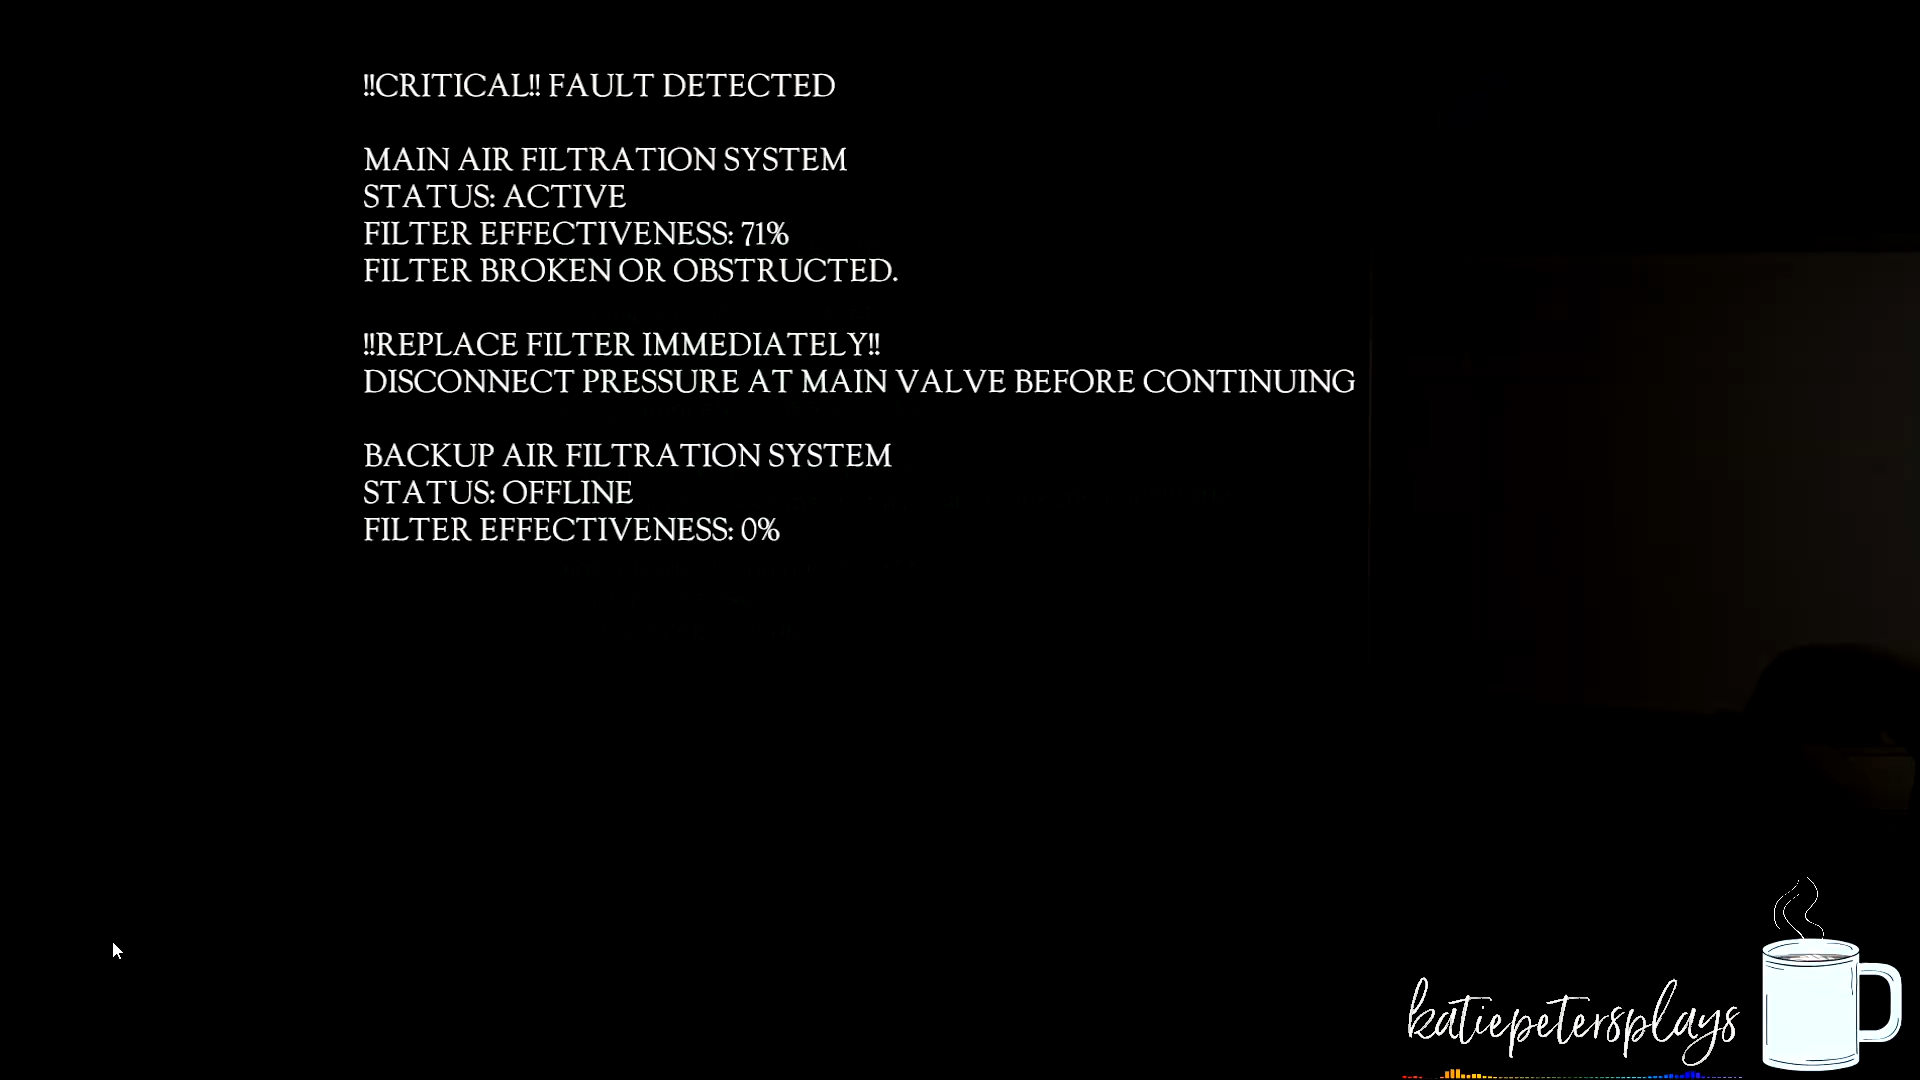 !!CRITICAL!! FAULT DETECTED
MAIN AIR FILTRATION SYSTEM
STATUS: ACTIVE
FILTER EFFECTIVENESS: 71%
FILTER BROKEN OR OBSTRUCTED.
!!REPLACE FILTER IMMEDIATELY!!
DISCONNECT PRESSURE AT MAIN VALVE BEFORE CONTINUING
BACKUP AIR FILTRATION SYSTEM
STATUS: OFFLINE
FILTER EFFECTIVENESS: 0%
katiepetersplays